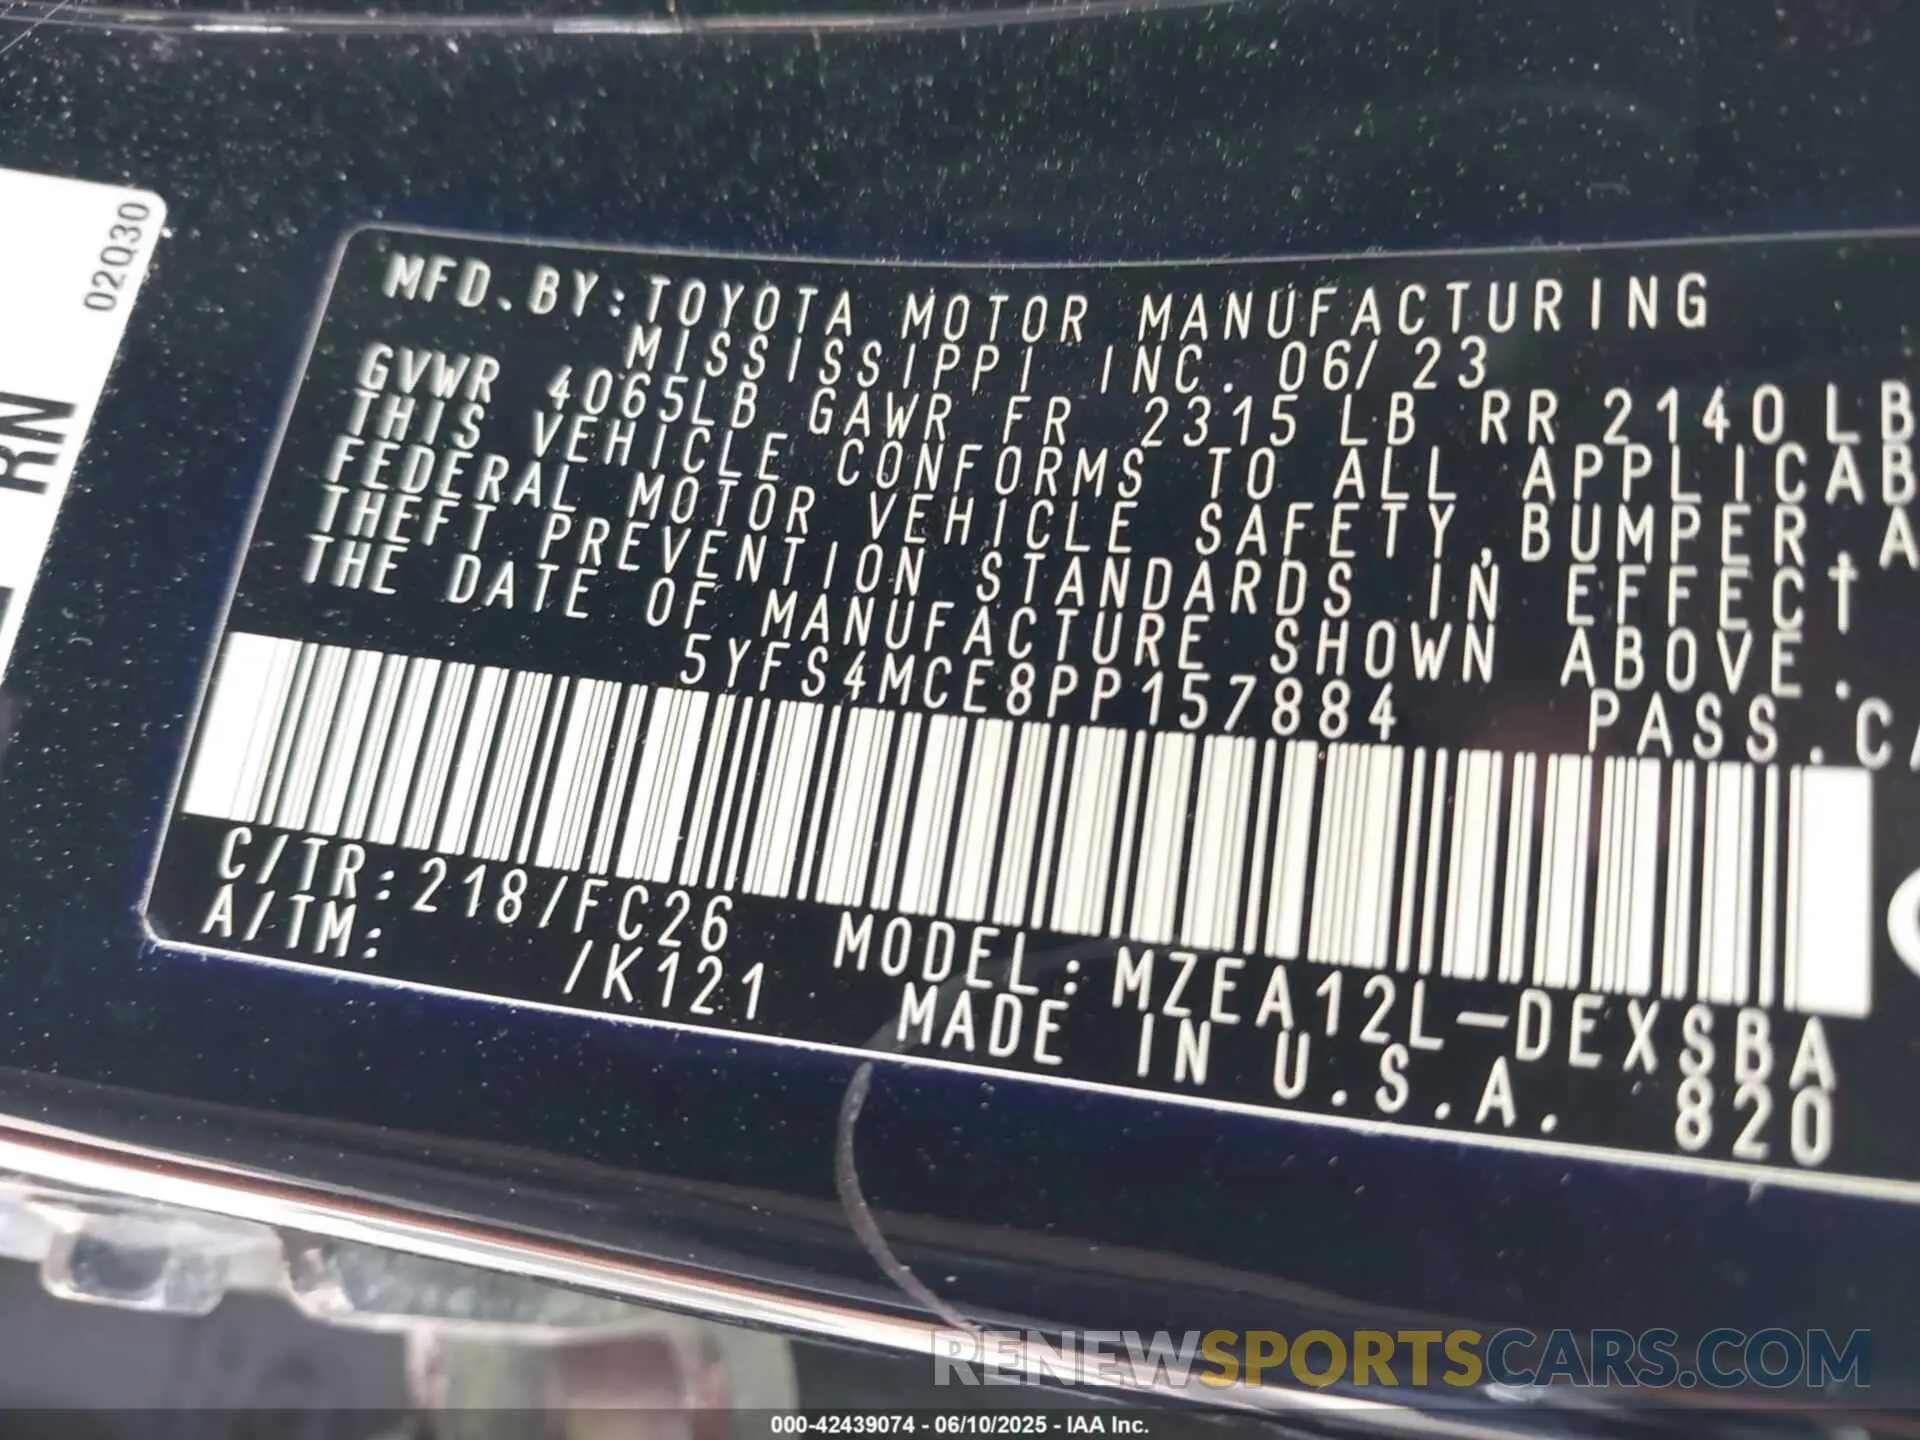 02Q30
RN
MFD.BY:TOYOTA MOTOR MANUFACTURING
MISSISSIPPI INC. 06/23
GVWR 4065LB GAWR FR 2315LB RR 2140LB
THIS VEHICLE CONFORMS TO ALL APPLICAB
FEDERAL MOTOR VEHICLE SAFETY,BUMPER,A
THEFT PREVENTION STANDARDS IN EFFECT
THE DATE OF MANUFACTURE SHOWN ABOVE.
5YFS4MCE8PP157884 PASS.CA
C/TR:218/FC26 MODEL:MZEA12L-DEXSBA
A/TM: /K121 MADE IN U.S.A. 820
RENEWSPORTSCARS.COM
000-42439074 - 06/10/2025 - IAA Inc.